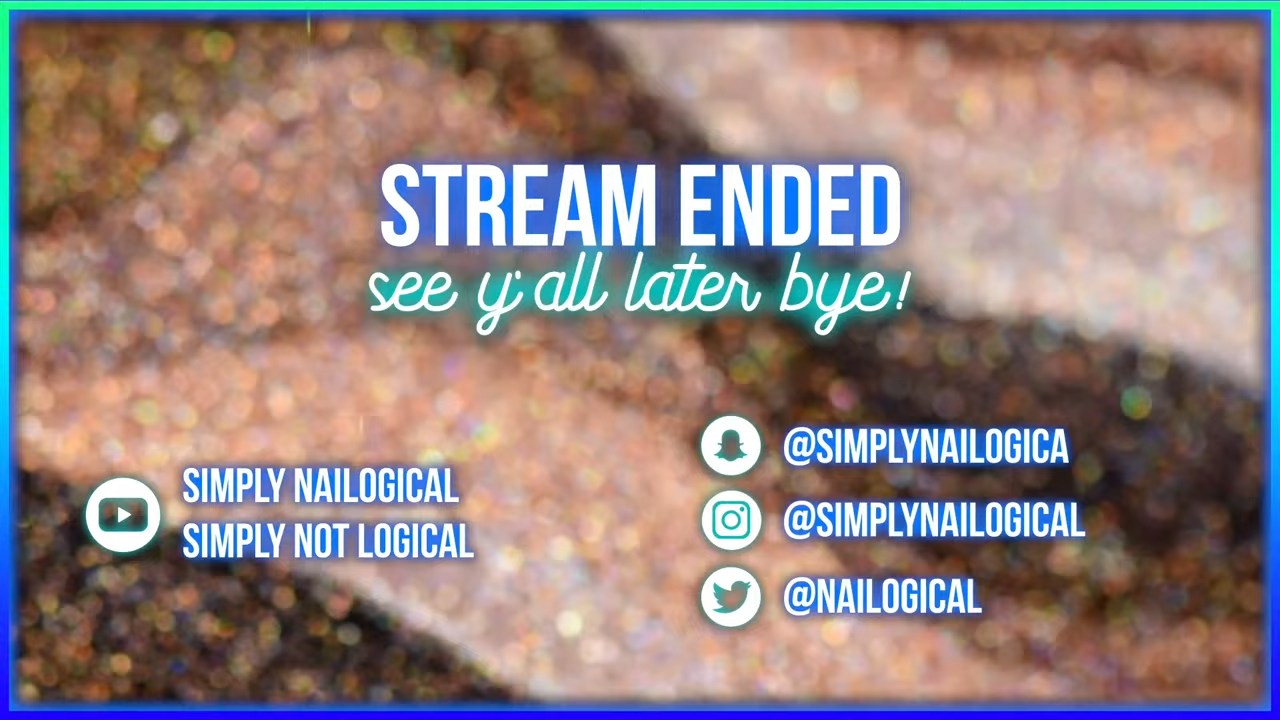 STREAM ENDED
see y'all later bye!
SIMPLY NAILOGICAL
SIMPLY NOT LOGICAL
@SIMPLYNAILOGICA
@SIMPLYNAILOGICAL
@NAILOGICAL